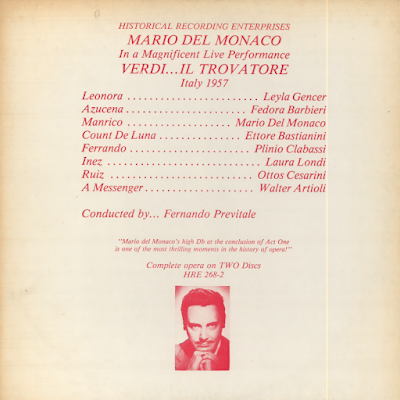 HISTORICAL RECORDING ENTERPRISES
MARIO DEL MONACO
In a Magnificent Live Performance
VERDI...IL TROVATORE
Italy 1957
Leonora ........................ Leyla Gencer
Azucena ..................... Fedora Barbieri
Manrico ................... Mario Del Monaco
Count De Luna ................ Ettore Bastianini
Ferrando ..................... Plinio Clabassi
Inez ........................... Laura Londi
Ruiz ......................... Ottos Cesarini
A Messenger ................... Walter Artioli
Conducted by... Fernando Previtale
"Mario del Monaco's high Db at the conclusion of Act One
is one of the most thrilling moments in the history of opera!"
Complete opera on TWO Discs
HRE 268-2